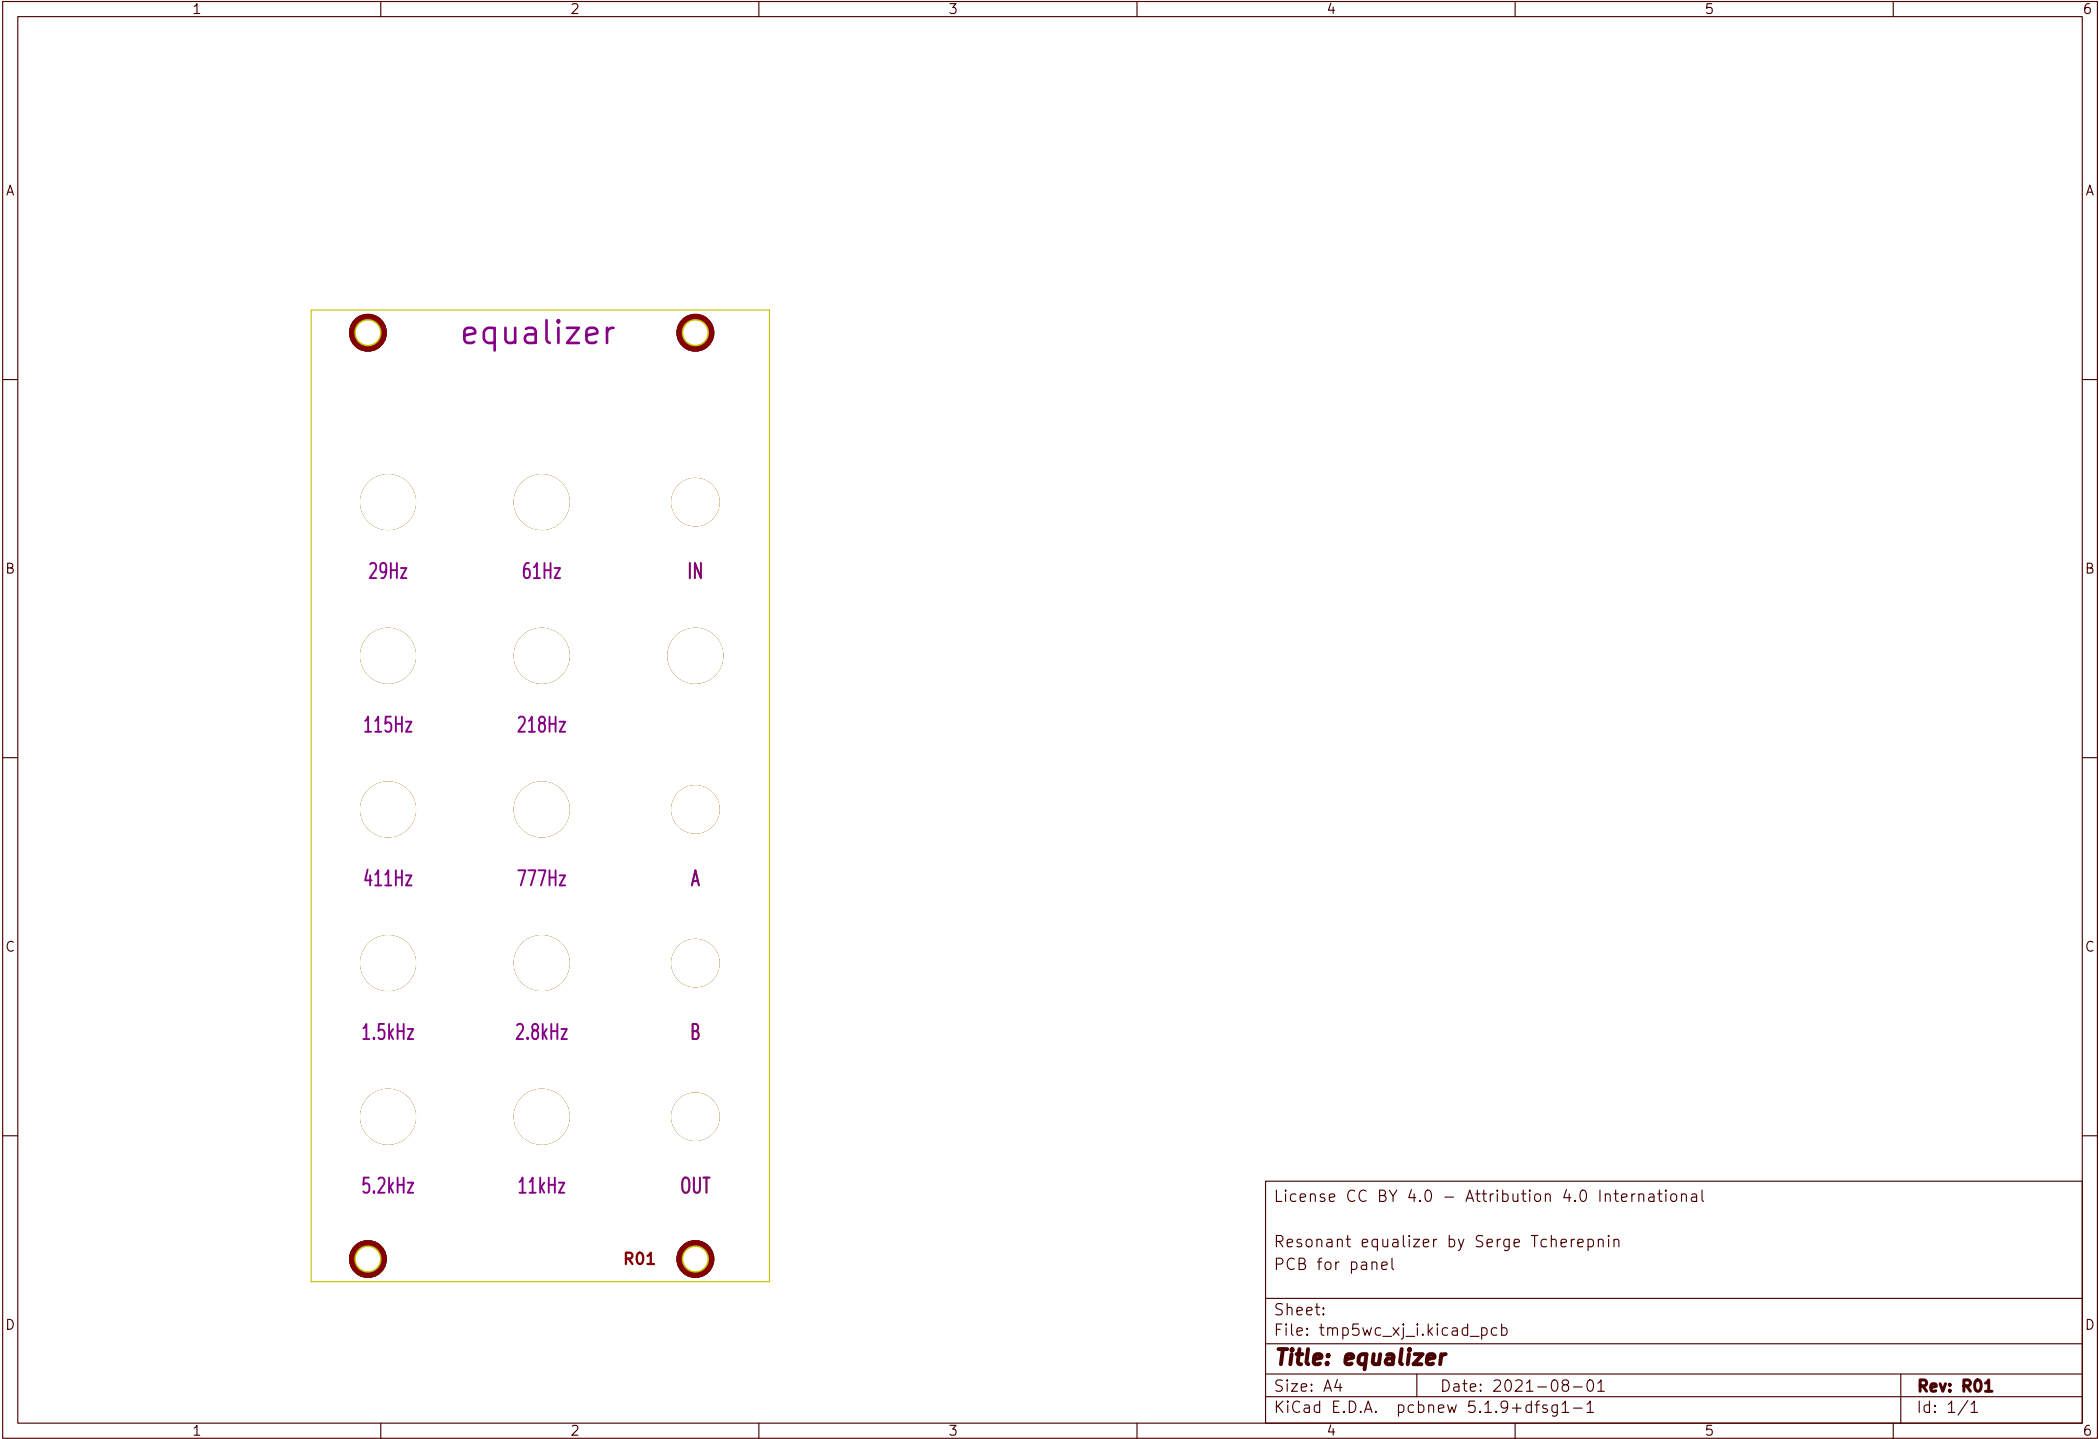 1 2 3 4 5 6
A A
equalizer
B B
29Hz 61Hz IN
115Hz 218Hz
411Hz 777Hz A
C C
1.5kHz 2.8kHz B
5.2kHz 11kHz OUT
R01
License CC BY 4.0 - Attribution 4.0 International
Resonant equalizer by Serge Tcherepnin
PCB for panel
Sheet:
File: tmp5wc_xj_i.kicad_pcb
D D
Title: equalizer
Size: A4 Date: 2021-08-01 Rev: R01
KiCad E.D.A. pcbnew 5.1.9+dfsg1-1 Id: 1/1
1 2 3 4 5 6